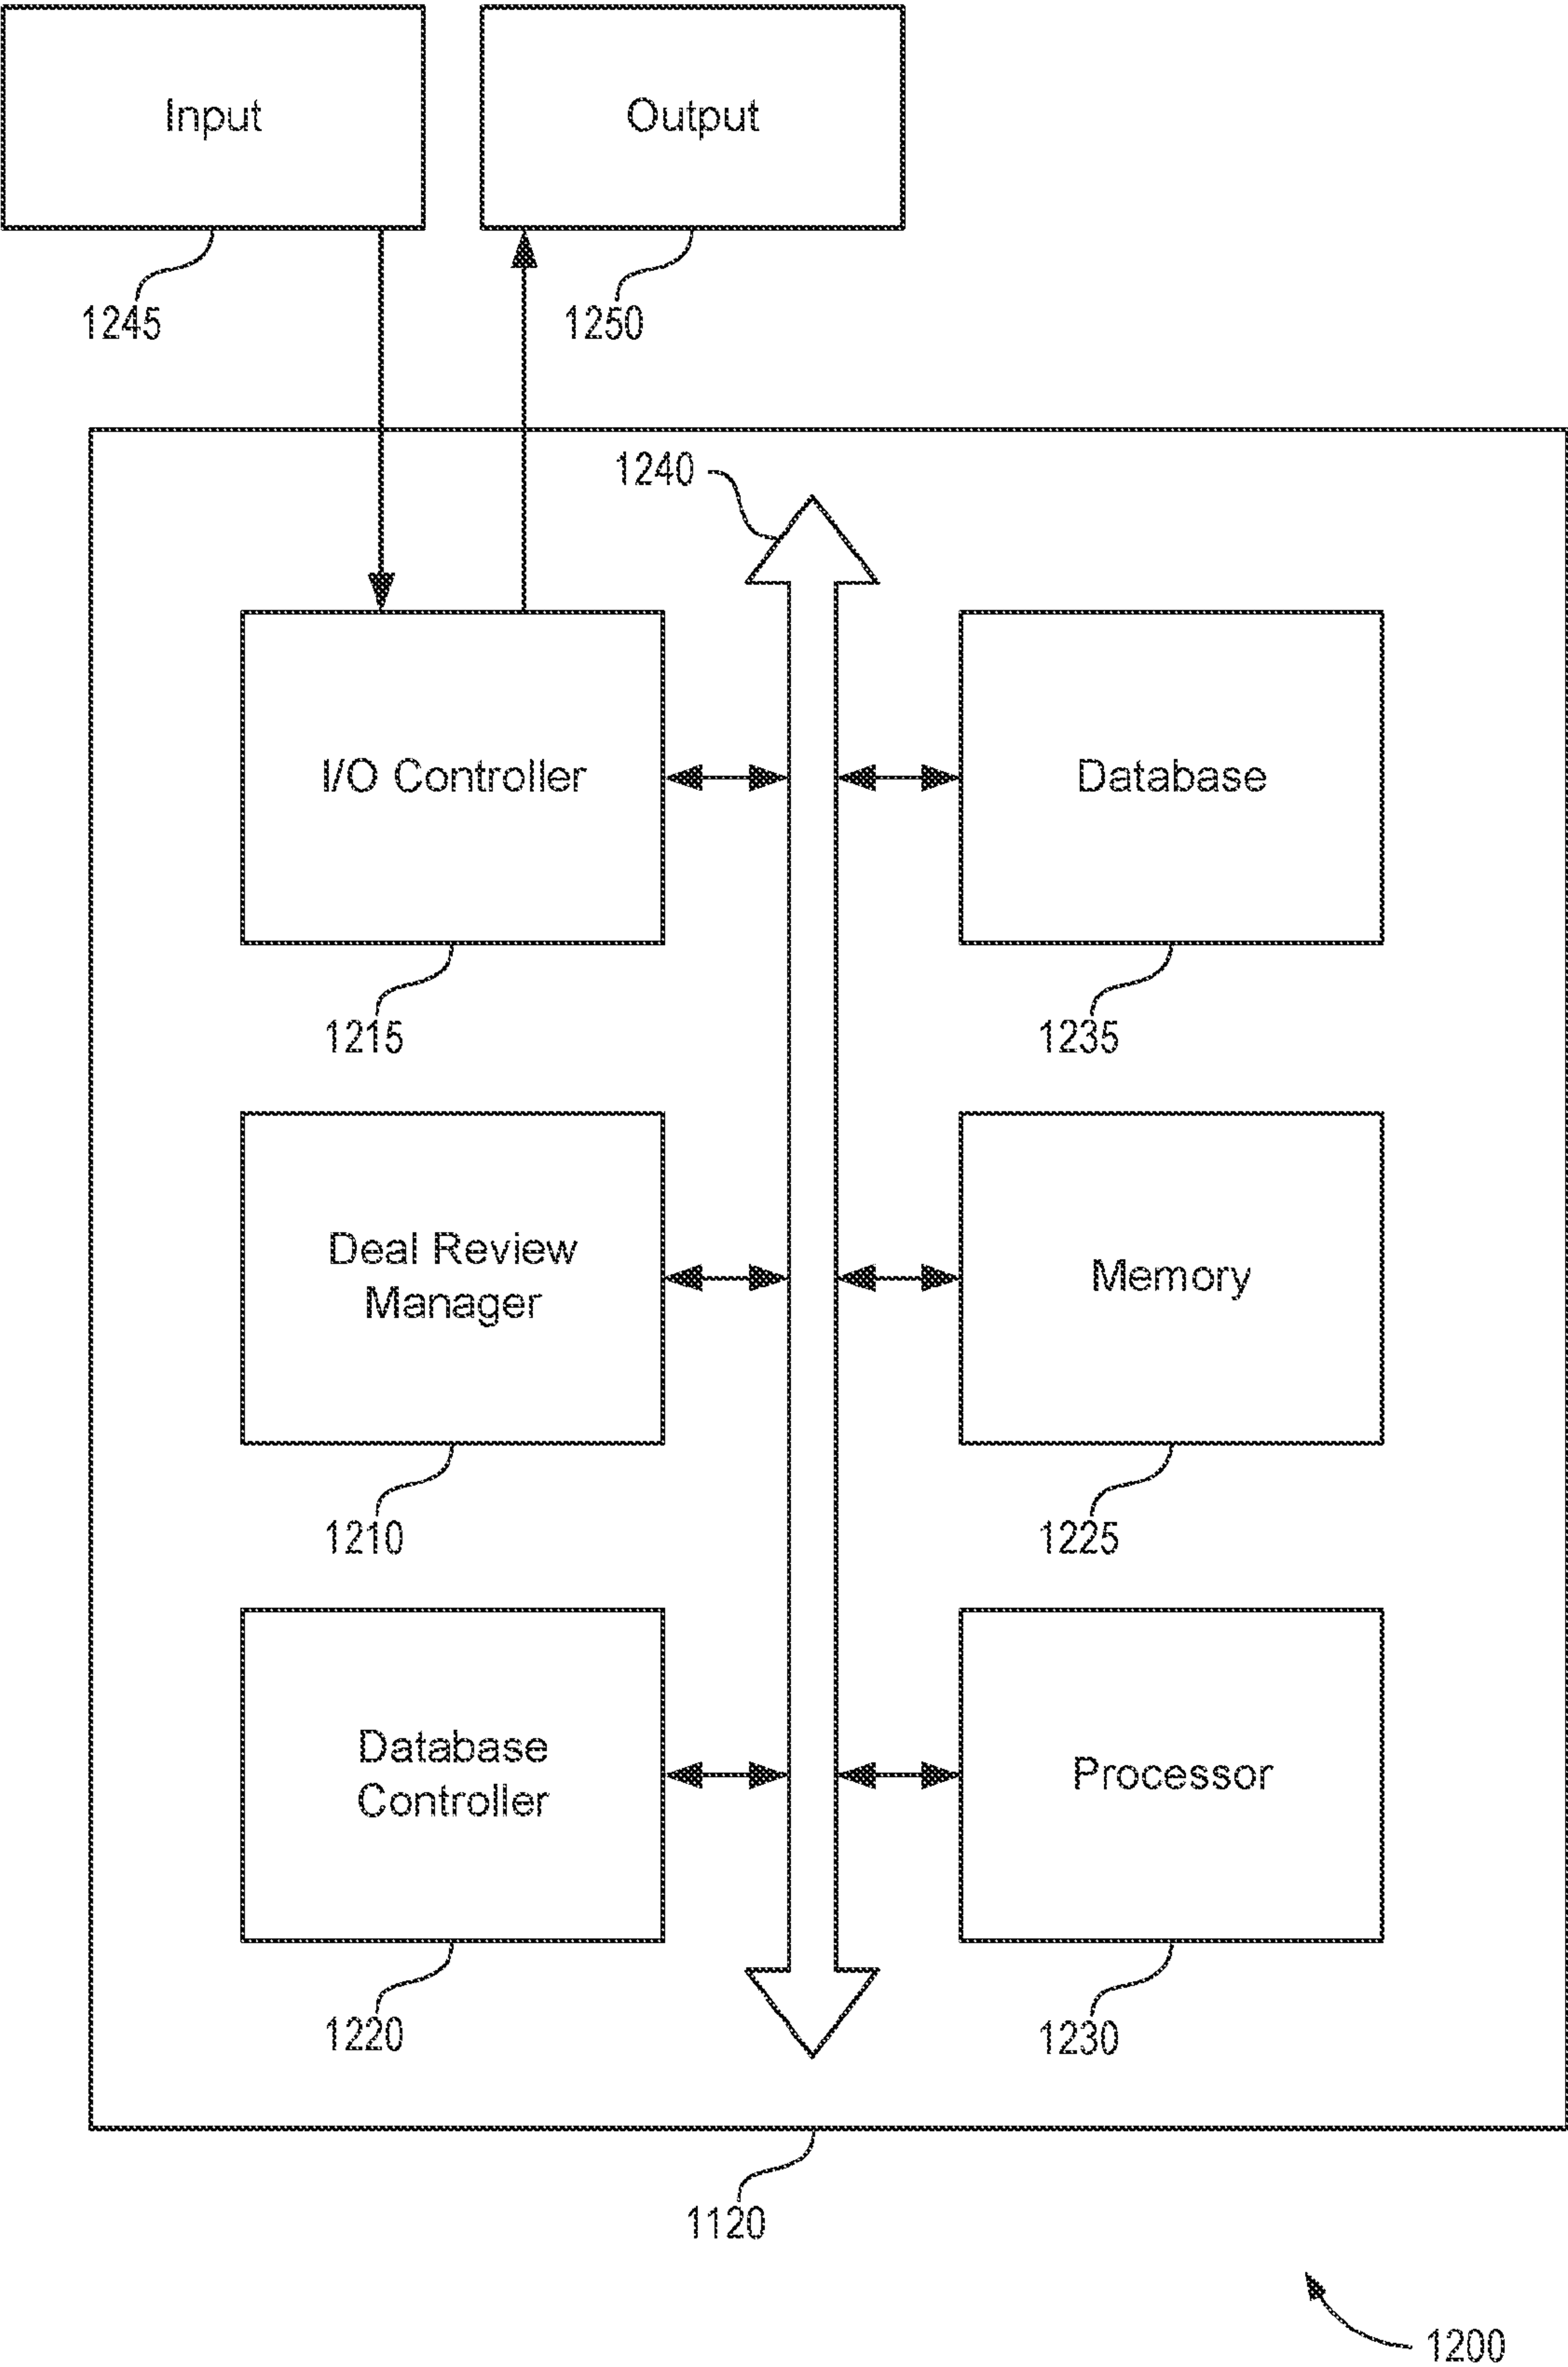 Input
Output
1245
1250
1240
I/O Controller
Database
1215
1235
Deal Review
Manager
Memory
1210
1225
Database
Controller
Processor
1220
1230
1120
1200